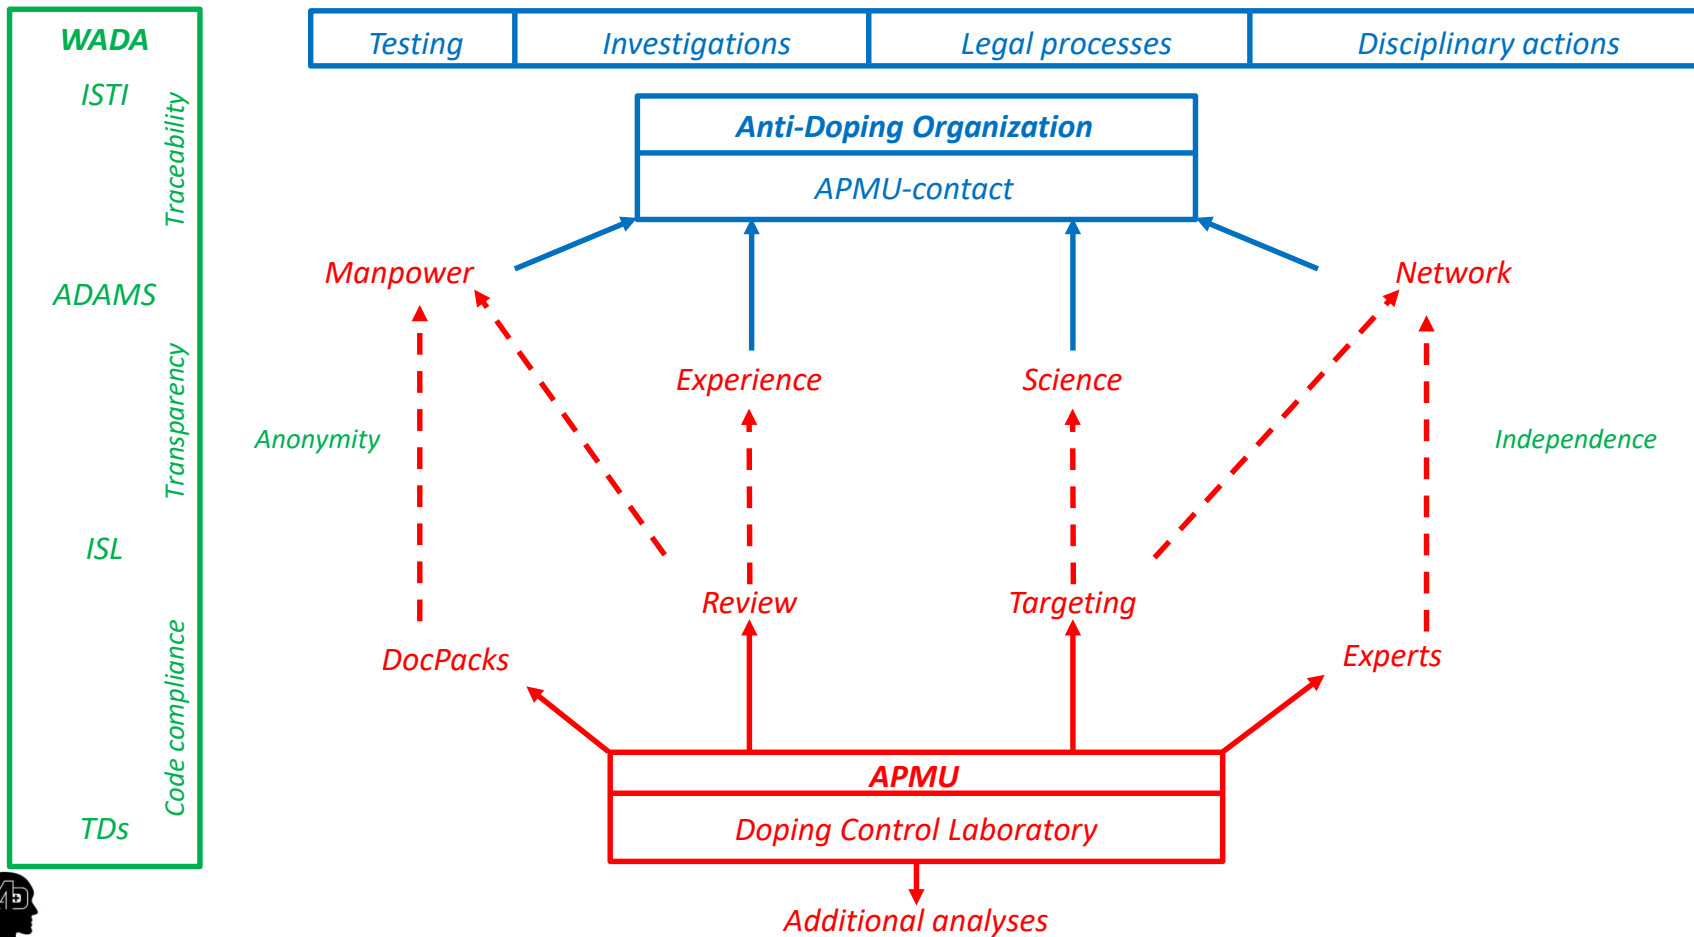 WADA
ISTI
Traceability
ADAMS
Transparency
ISL
Code compliance
TDs
Testing
Investigations
Legal processes
Disciplinary actions
Anti-Doping Organization
APMU-contact
Manpower
Network
Experience
Science
Anonymity
Independence
Review
Targeting
DocPacks
Experts
APMU
Doping Control Laboratory
Additional analyses